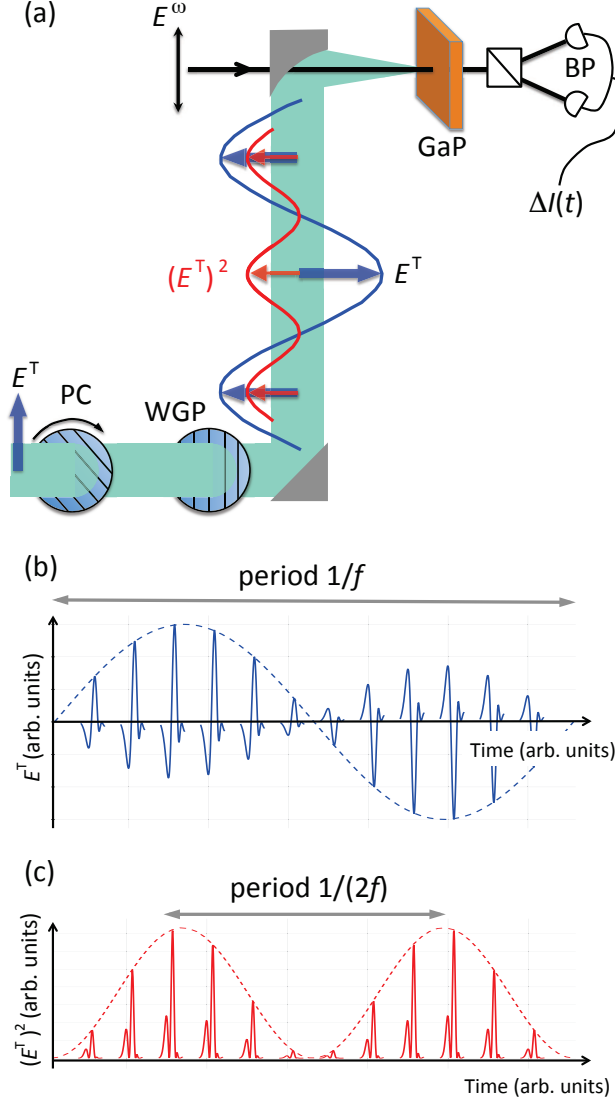 (a)
E^ω
BP
GaP
ΔI(t)
(E^T)^2
E^T
E^T
PC
WGP
(b)
period 1/f
E^T (arb. units)
Time (arb. units)
(c)
period 1/(2f)
(E^T)^2 (arb. units)
Time (arb. units)